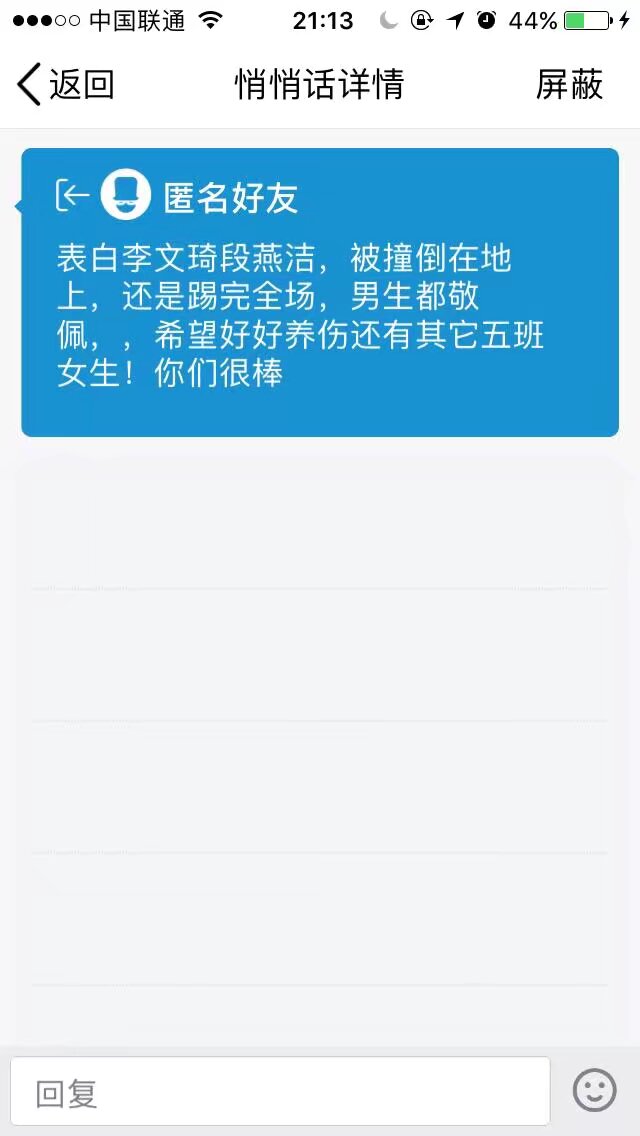 中国联通 21:13 44%
返回 悄悄话详情 屏蔽
匿名好友
表白李文琦段燕洁，被撞倒在地
上，还是踢完全场，男生都敬
佩，，希望好好养伤还有其它五班
女生！你们很棒
回复